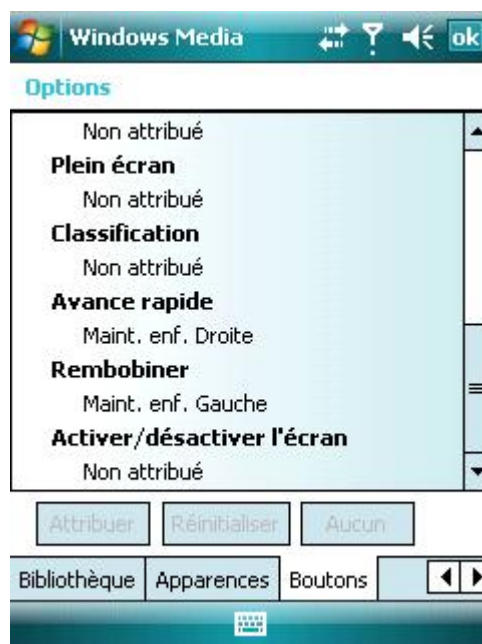 Windows Media
ok
Options
Non attribué
Plein écran
Non attribué
Classification
Non attribué
Avance rapide
Maint. enf. Droite
Rembobiner
Maint. enf. Gauche
Activer/désactiver l'écran
Non attribué
Attribuer Réinitialiser Aucun
Bibliothèque Apparences Boutons